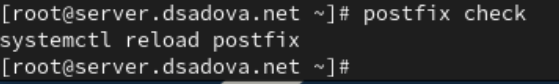 [root@server.dsadova.net ~]# postfix check
systemctl reload postfix
[root@server.dsadova.net ~]#